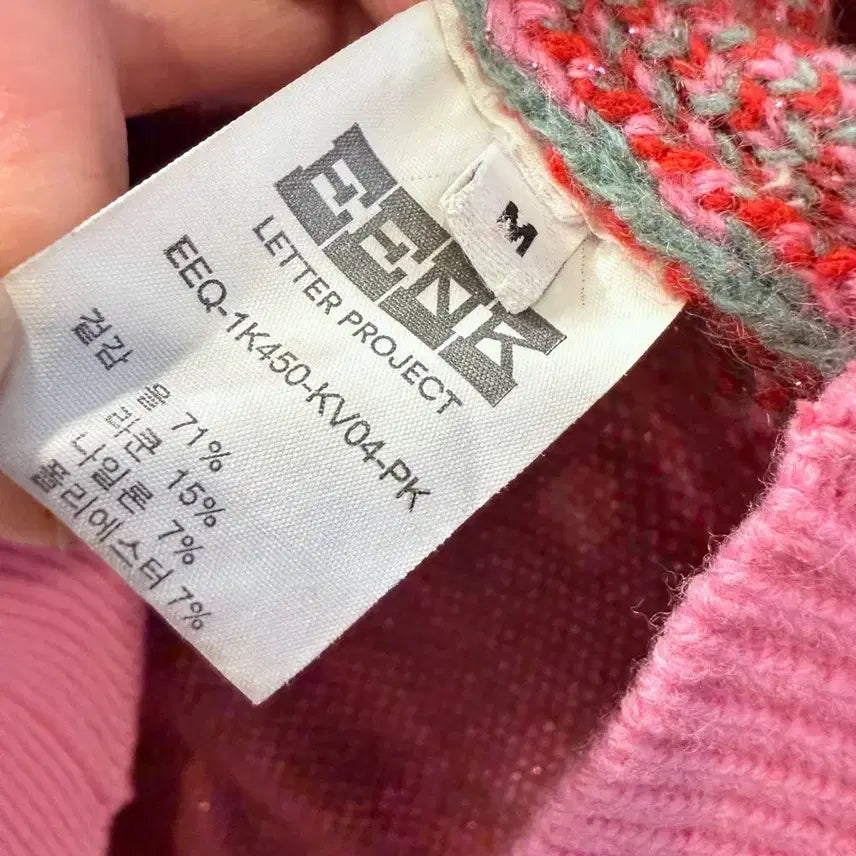 EENK
M
LETTER PROJECT
EEQ-1K450-KV04-PK
겉감
울 71%
라쿤 15%
나일론 7%
폴리에스터 7%